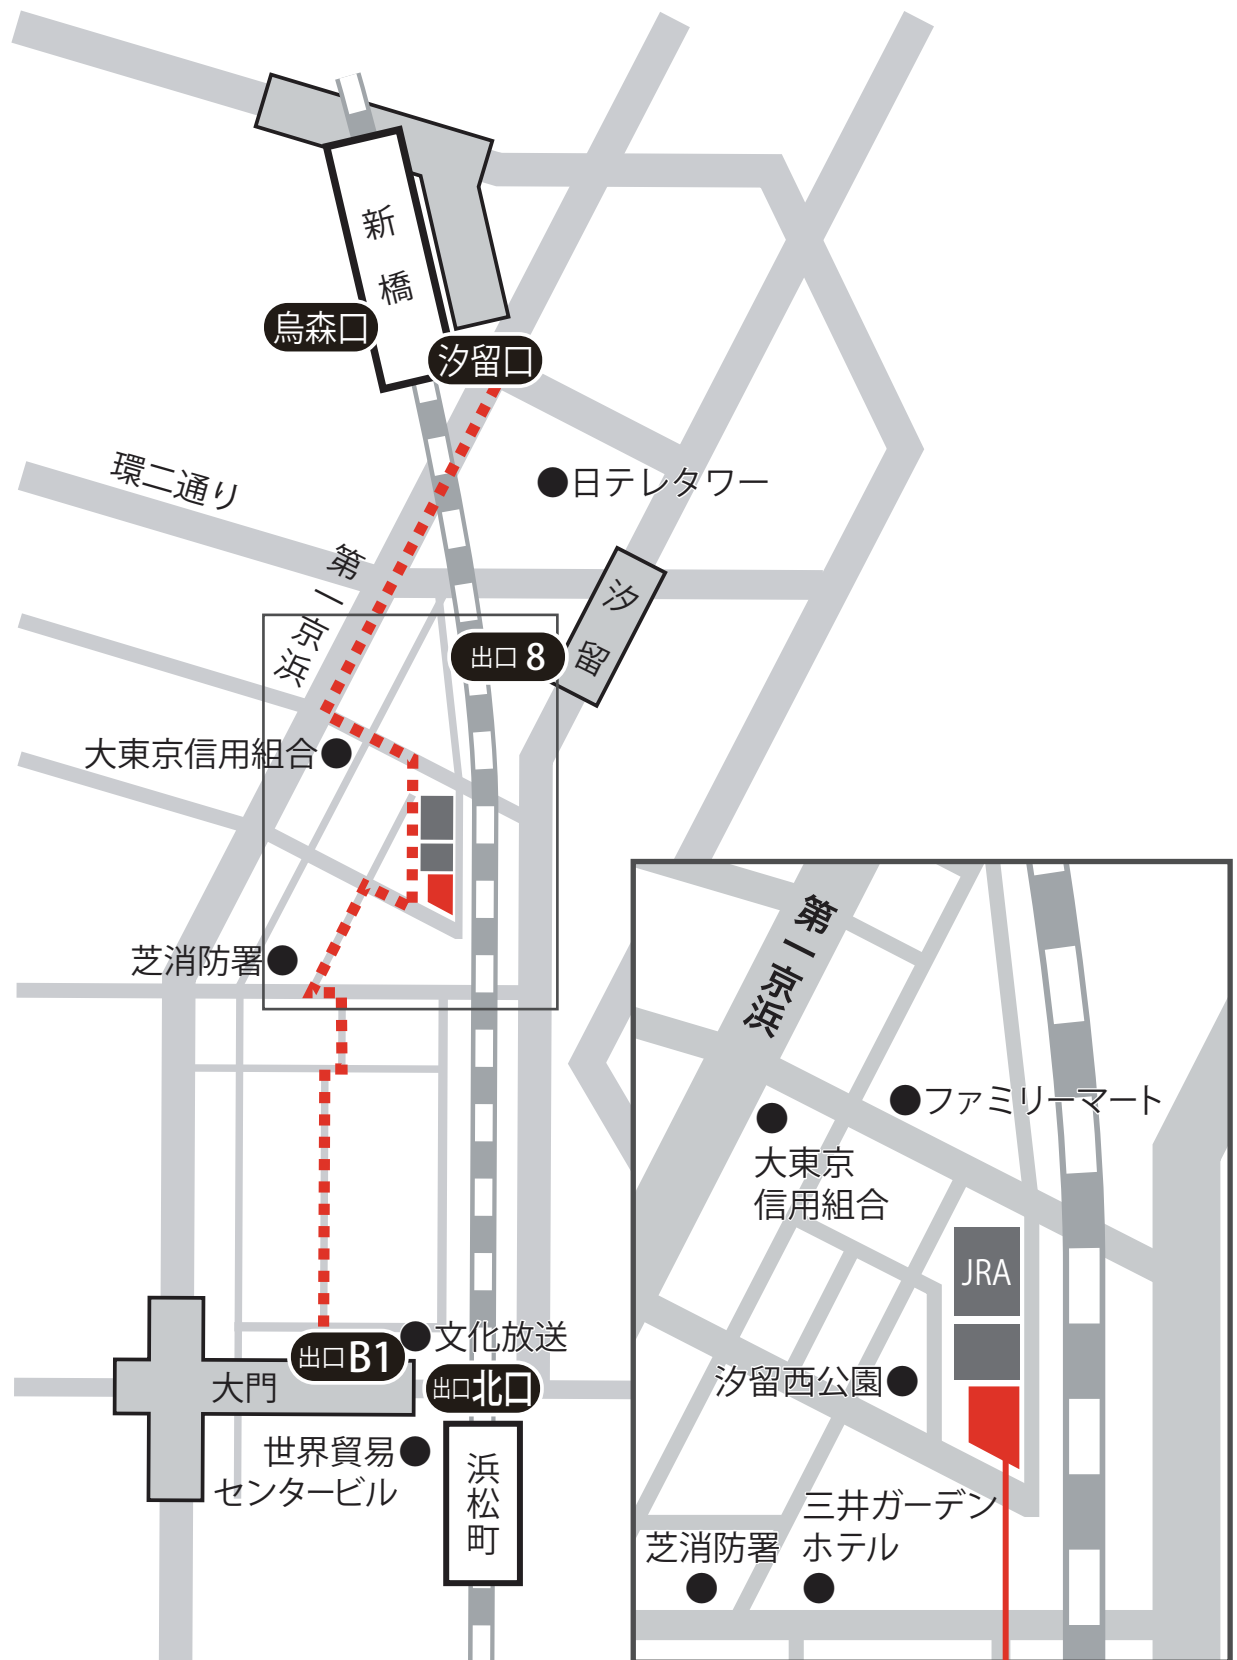 新橋
烏森口
汐留口
日テレタワー
環二通り
第一京浜
汐留
出口 8
大東京信用組合
芝消防署
出口 B1
文化放送
大門
出口 北口
世界貿易
センタービル
浜松町
第一京浜
ファミリーマート
大東京
信用組合
JRA
汐留西公園
三井ガーデン
ホテル
芝消防署